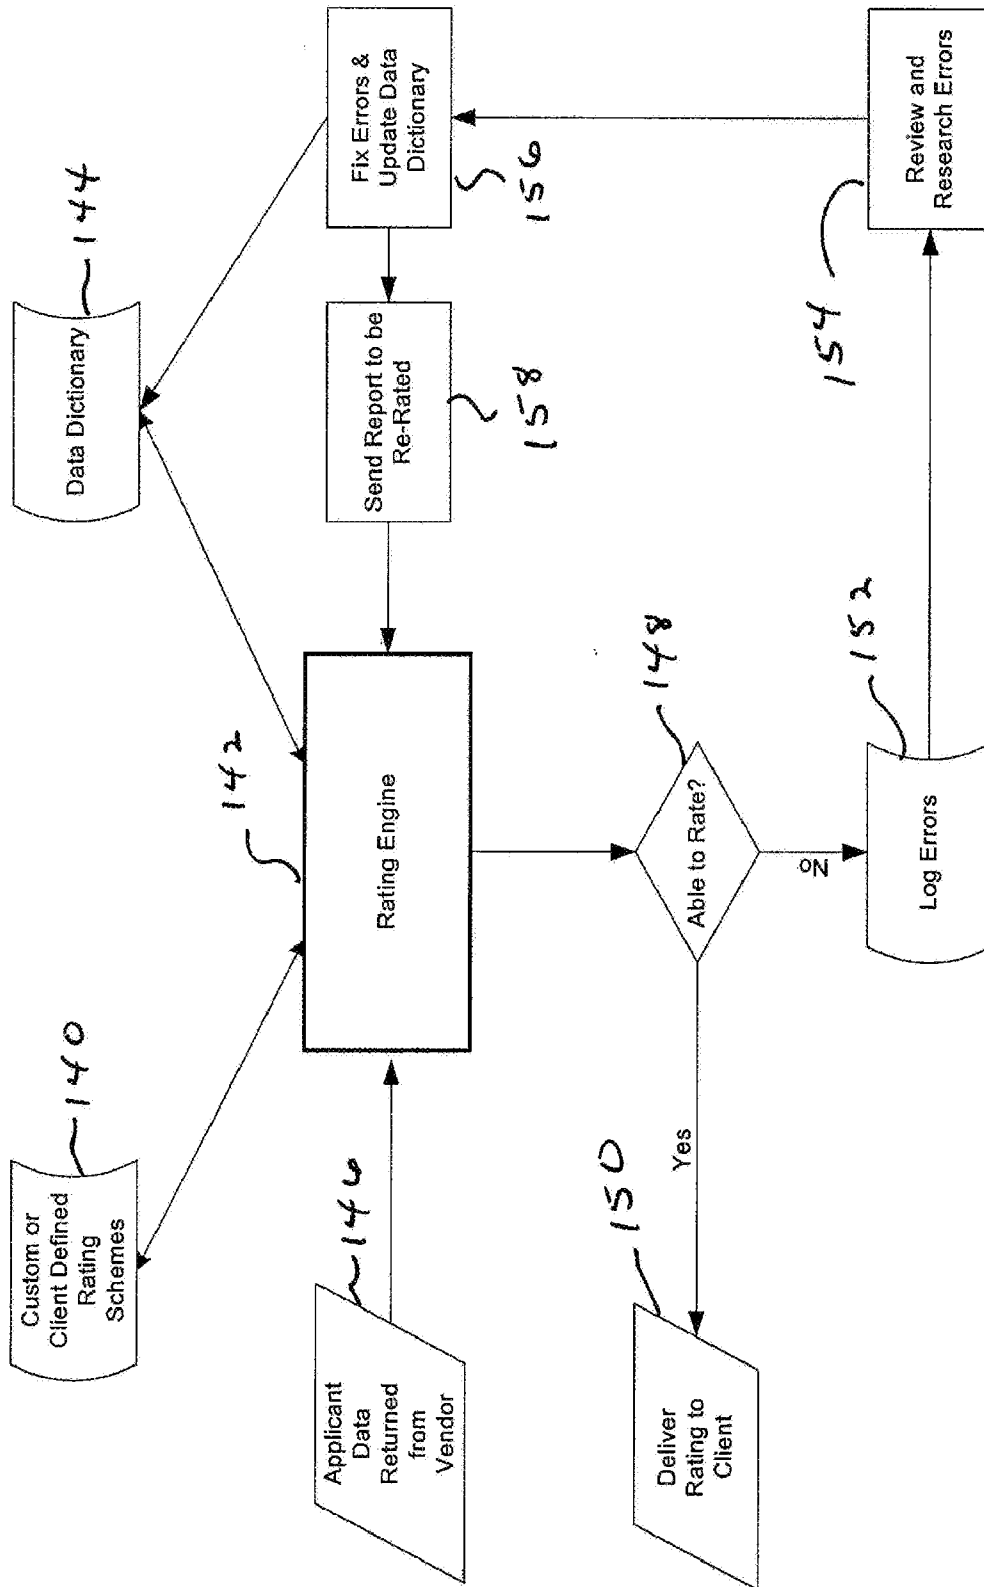 Custom or
Client Defined
Rating
Schemes
140
Data Dictionary
144
142
Applicant
Data
Returned
from
Vendor
146
Rating Engine
Send Report to be
Re-Rated
158
Fix Errors &
Update Data
Dictionary
156
Deliver
Rating to
Client
150
Yes
Able to Rate?
148
No
Log Errors
152
Review and
Research Errors
154